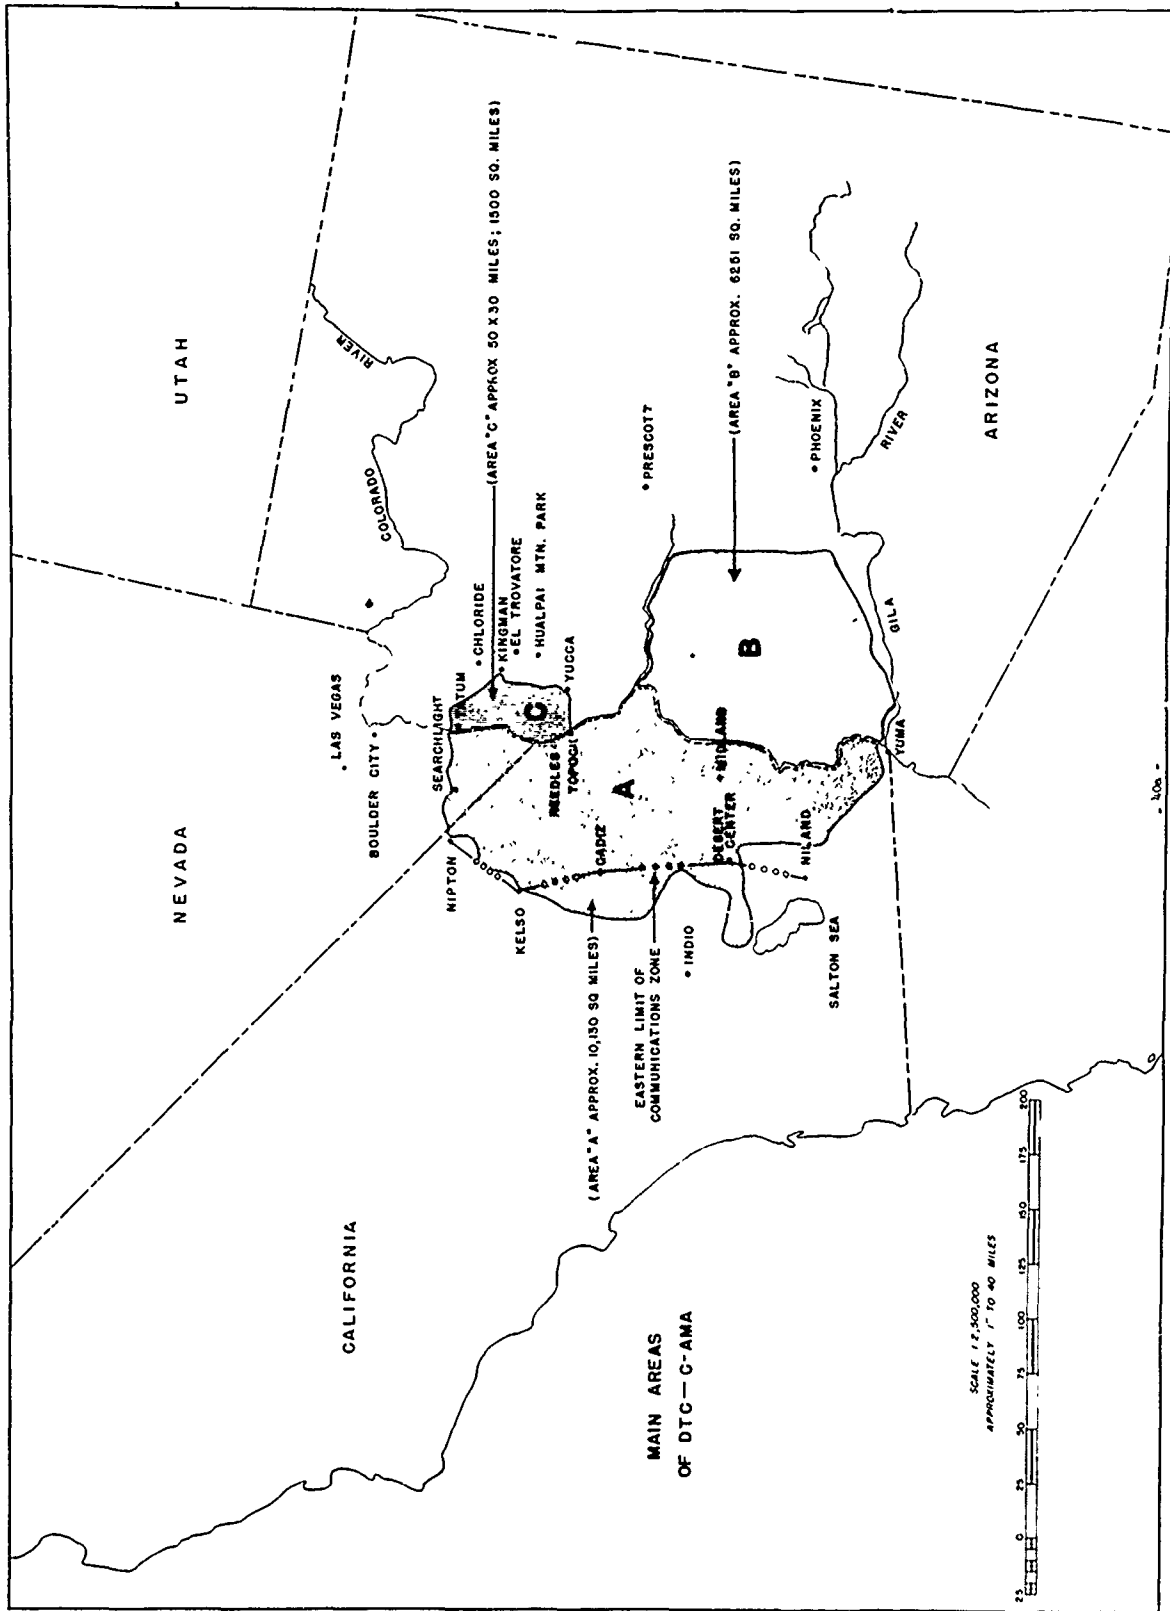 NEVADA
UTAH
• LAS VEGAS
BOULDER CITY •
COLORADO
RIVER
SEARCHLIGHT
TATUM
• CHLORIDE
KINGMAN
• EL TROVATORE
• HUALPAI MTN. PARK
YUCCA
(AREA "C" APPROX 50 X 30 MILES; 1500 SQ. MILES)
NIPTON
KELSO
C
NEEDLES
TOPOCK
CADIZ
A
(AREA "A" APPROX. 10,130 SQ MILES)
EASTERN LIMIT OF
COMMUNICATIONS ZONE
• PRESCOTT
• INDIO
DESERT
CENTER
• MIDLAND
B
(AREA "B" APPROX. 6251 SQ. MILES)
NILAND
SALTON SEA
• PHOENIX
RIVER
GILA
YUMA
ARIZONA
CALIFORNIA
MAIN AREAS
OF DTC—C-AMA
SCALE 1:2,500,000
APPROXIMATELY 1" TO 40 MILES
25 0 25 50 75 100 125 150 175 200